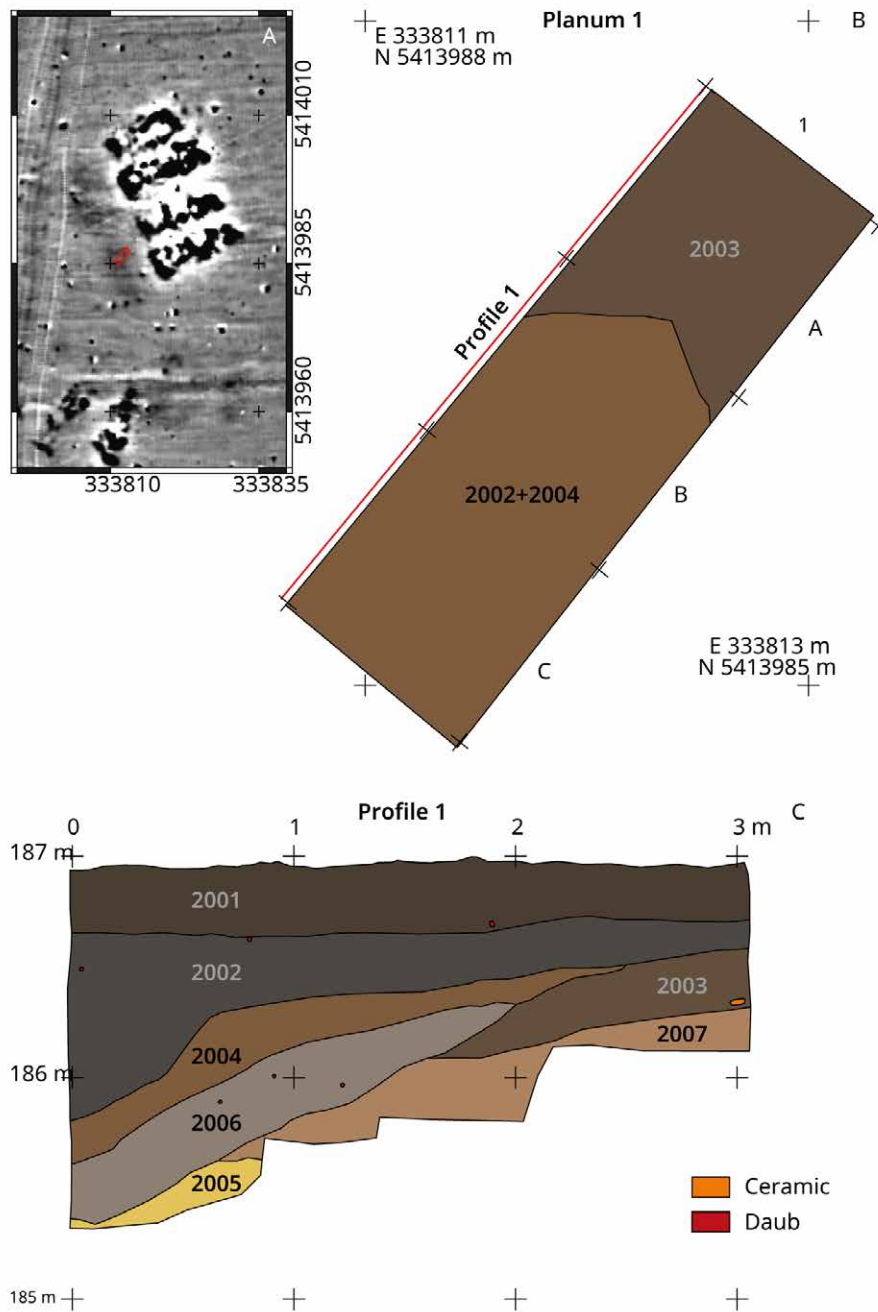 A
5414010
5413985
5413960
333810
333835
E 333811 m
N 5413988 m
Planum 1
B
1
2003
A
Profile 1
2002+2004
B
E 333813 m
N 5413985 m
C
Profile 1
C
0
1
2
3 m
187 m
2001
2002
2003
2007
2004
186 m
2006
2005
Ceramic
Daub
185 m